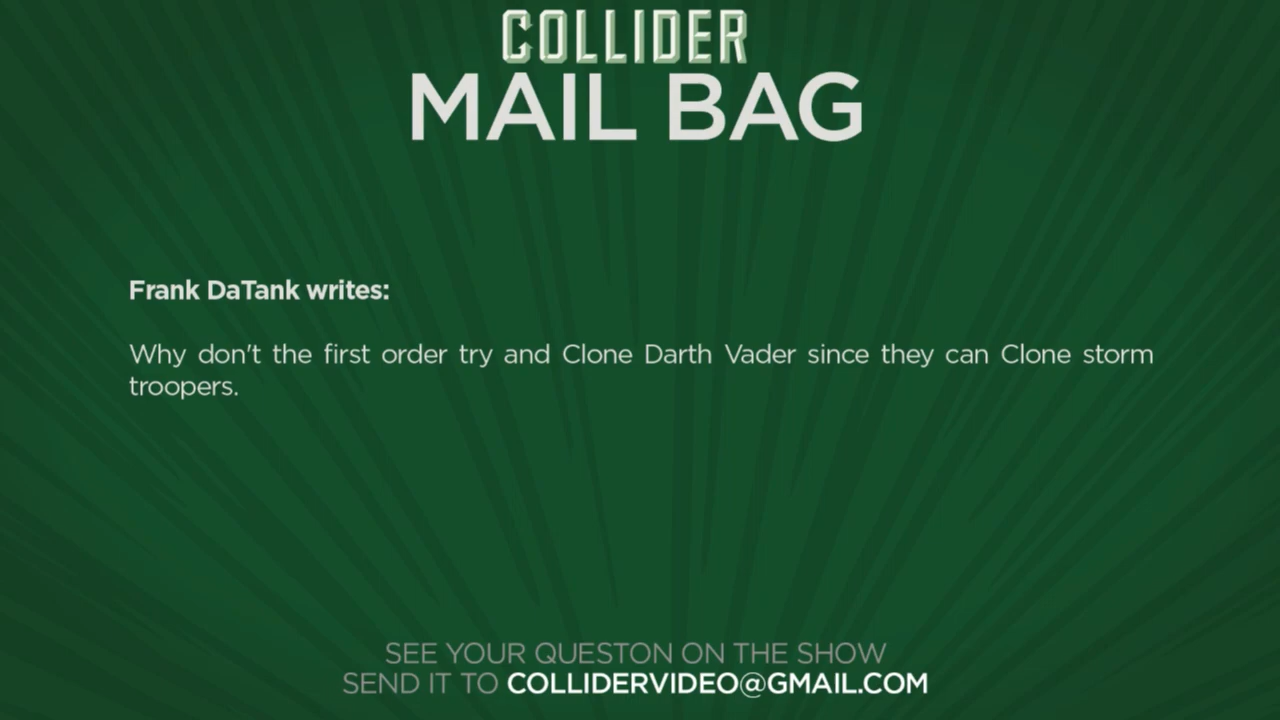 COLLIDER
MAIL BAG
Frank DaTank writes:
Why don't the first order try and Clone Darth Vader since they can Clone storm
troopers.
SEE YOUR QUESTON ON THE SHOW
SEND IT TO COLLIDERVIDEO@GMAIL.COM